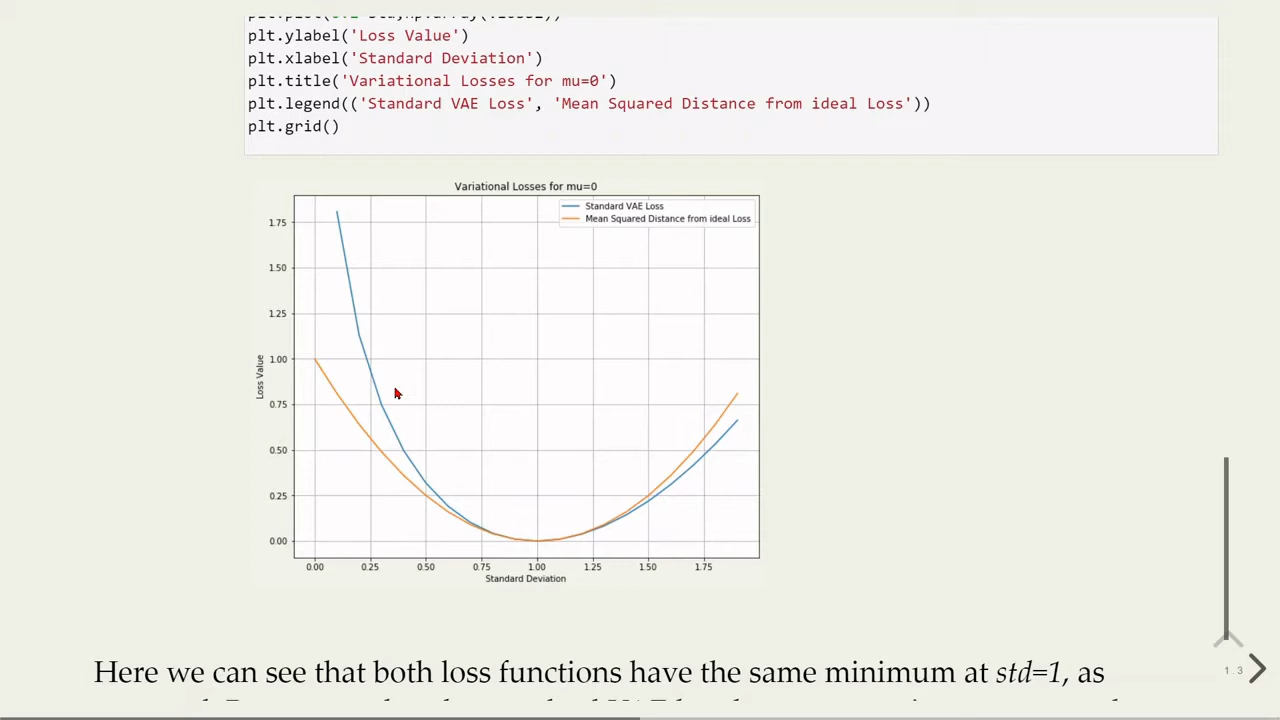 plt.ylabel('Loss Value')
plt.xlabel('Standard Deviation')
plt.title('Variational Losses for mu=0')
plt.legend(('Standard VAE Loss', 'Mean Squared Distance from ideal Loss'))
plt.grid()
Variational Losses for mu=0
Standard VAE Loss
Mean Squared Distance from ideal Loss
1.75
1.50
1.25
1.00
0.75
0.50
0.25
0.00
Loss Value
0.00 0.25 0.50 0.75 1.00 1.25 1.50 1.75
Standard Deviation
Here we can see that both loss functions have the same minimum at std=1, as
1.3